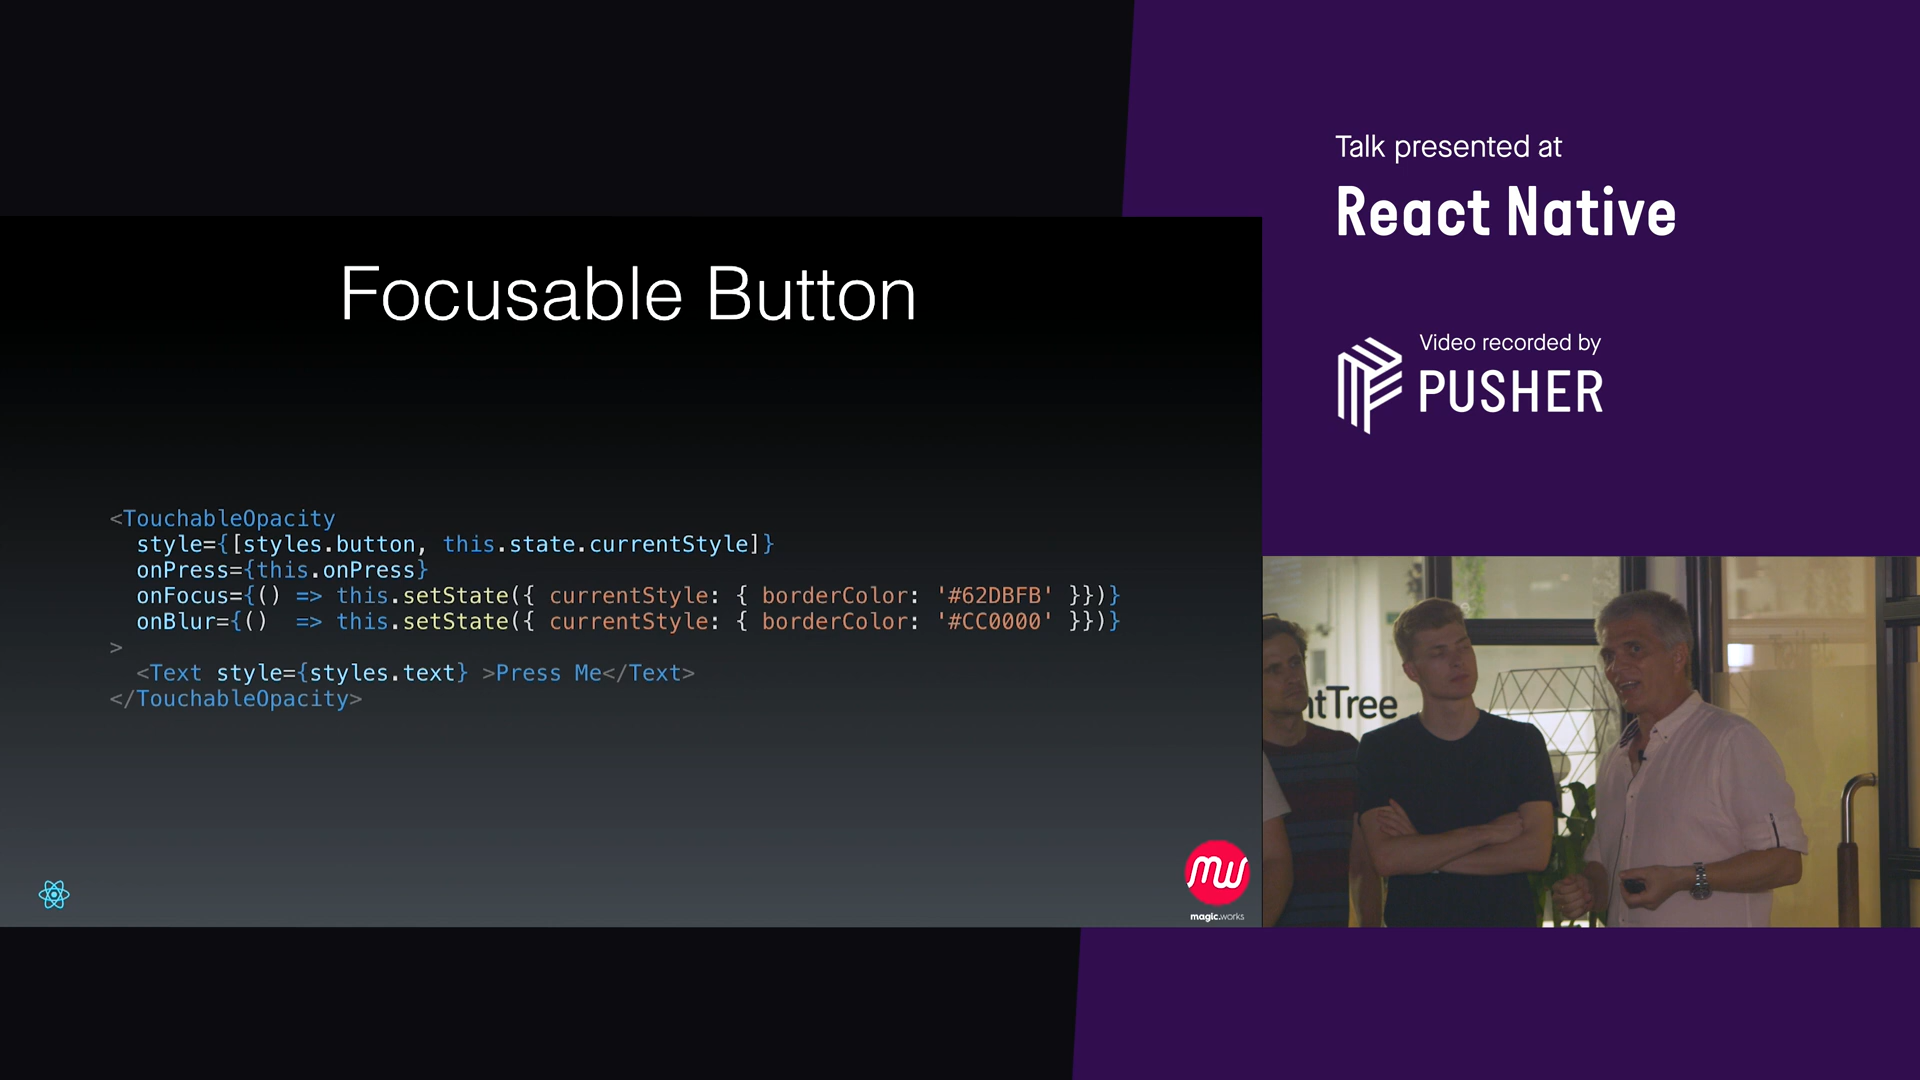 Talk presented at
React Native
Video recorded by
PUSHER
Focusable Button
<TouchableOpacity
  style={[styles.button, this.state.currentStyle]}
  onPress={this.onPress}
  onFocus={() => this.setState({ currentStyle: { borderColor: '#62DBFB' }})}
  onBlur={()  => this.setState({ currentStyle: { borderColor: '#CC0000' }})}
>
  <Text style={styles.text} >Press Me</Text>
</TouchableOpacity>
mw
magic.works
ntTree